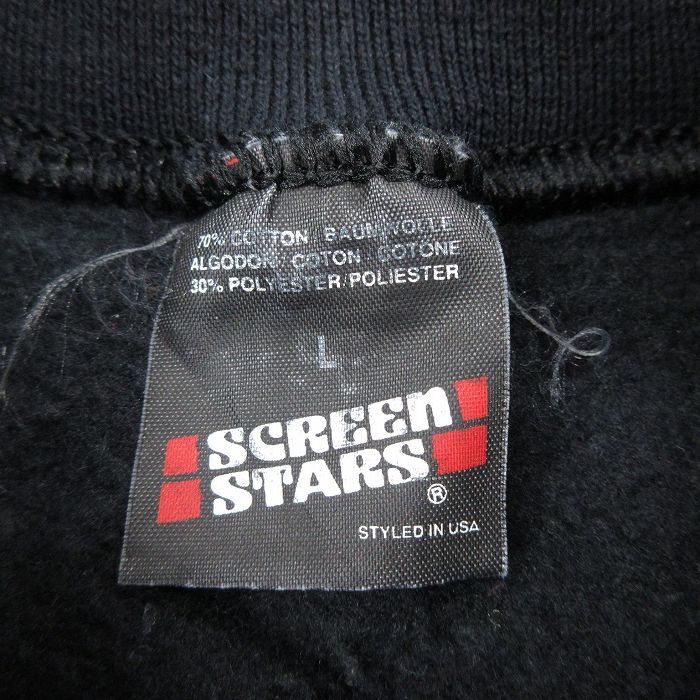 70% COTTON BAUMWOLLE
ALGODON/ COTON COTONE
30% POLYESTER/POLIESTER
L
SCREEN
STARS
®
STYLED IN USA